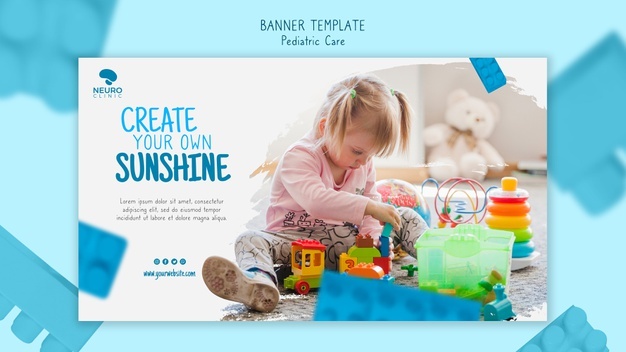 BANNER TEMPLATE
Pediatric Care
NEURO
CLINIC
CREATE
YOUR OWN
SUNSHINE
Lorem ipsum dolor sit amet, consectetur
adipiscing elit, sed do eiusmod tempor
incididunt ut labore et dolore magna aliqua.
www.yourwebsite.com